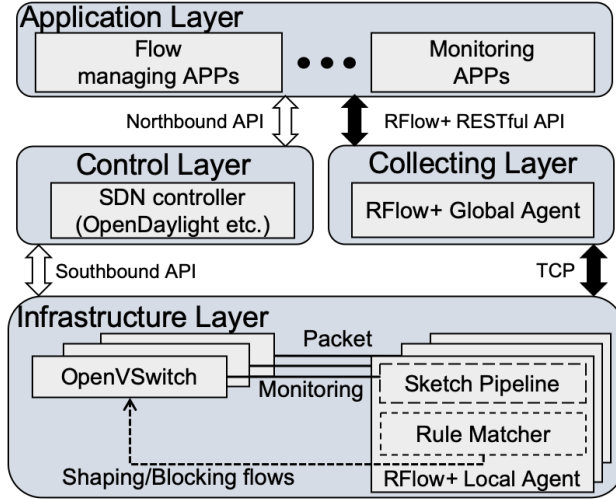 Application Layer
Flow
managing APPs
Monitoring
APPs
Northbound API
RFlow+ RESTful API
Control Layer
SDN controller
(OpenDaylight etc.)
Collecting Layer
RFlow+ Global Agent
Southbound API
TCP
Infrastructure Layer
OpenVSwitch
Packet
Monitoring
Sketch Pipeline
Rule Matcher
Shaping/Blocking flows
RFlow+ Local Agent